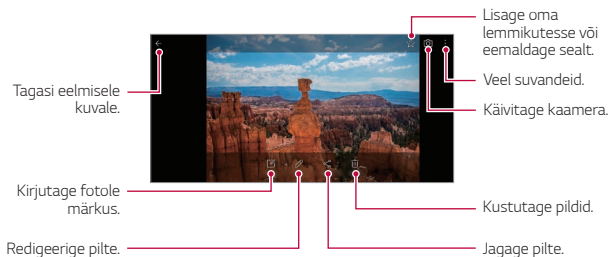 Lisage oma
lemmikutesse või
eemaldage sealt.
Veel suvandeid.
Tagasi eelmisele
kuvale.
Käivitage kaamera.
Kirjutage fotole
märkus.
Kustutage pildid.
Redigeerige pilte.
Jagage pilte.